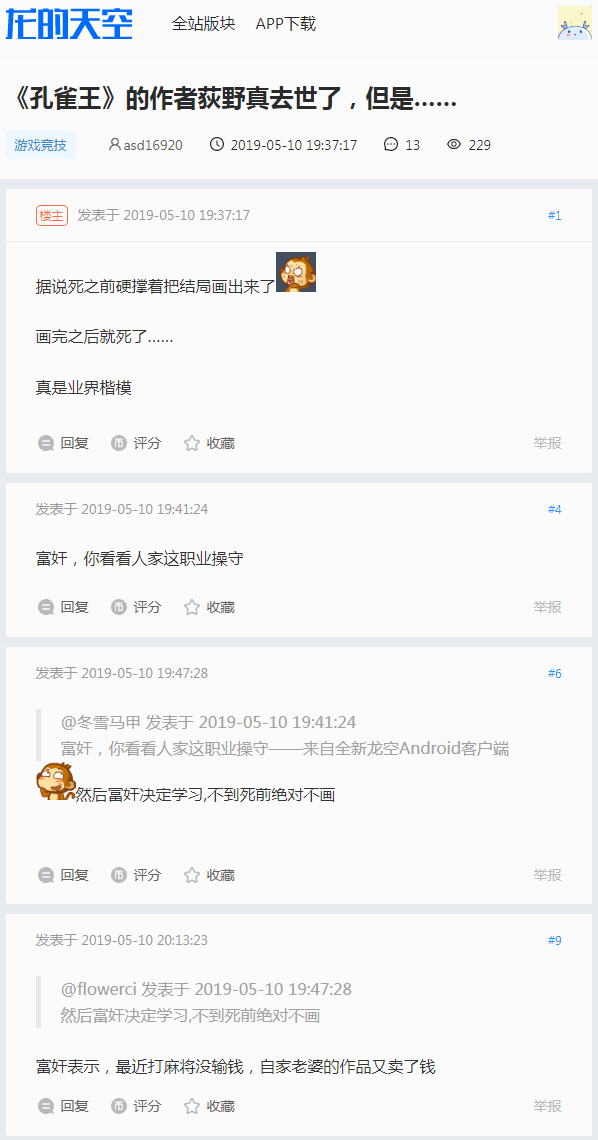 龙的天空 全站版块 APP下载
《孔雀王》的作者荻野真去世了，但是……
游戏竞技 asd16920 2019-05-10 19:37:17 13 229
楼主 发表于 2019-05-10 19:37:17 #1
据说死之前硬撑着把结局画出来了
画完之后就死了……
真是业界楷模
回复 评分 收藏 举报
发表于 2019-05-10 19:41:24 #4
富奸，你看看人家这职业操守
回复 评分 收藏 举报
发表于 2019-05-10 19:47:28 #6
@冬雪马甲 发表于 2019-05-10 19:41:24
富奸，你看看人家这职业操守——来自全新龙空Android客户端
然后富奸决定学习,不到死前绝对不画
回复 评分 收藏 举报
发表于 2019-05-10 20:13:23 #9
@flowerci 发表于 2019-05-10 19:47:28
然后富奸决定学习,不到死前绝对不画
富奸表示，最近打麻将没输钱，自家老婆的作品又卖了钱
回复 评分 收藏 举报